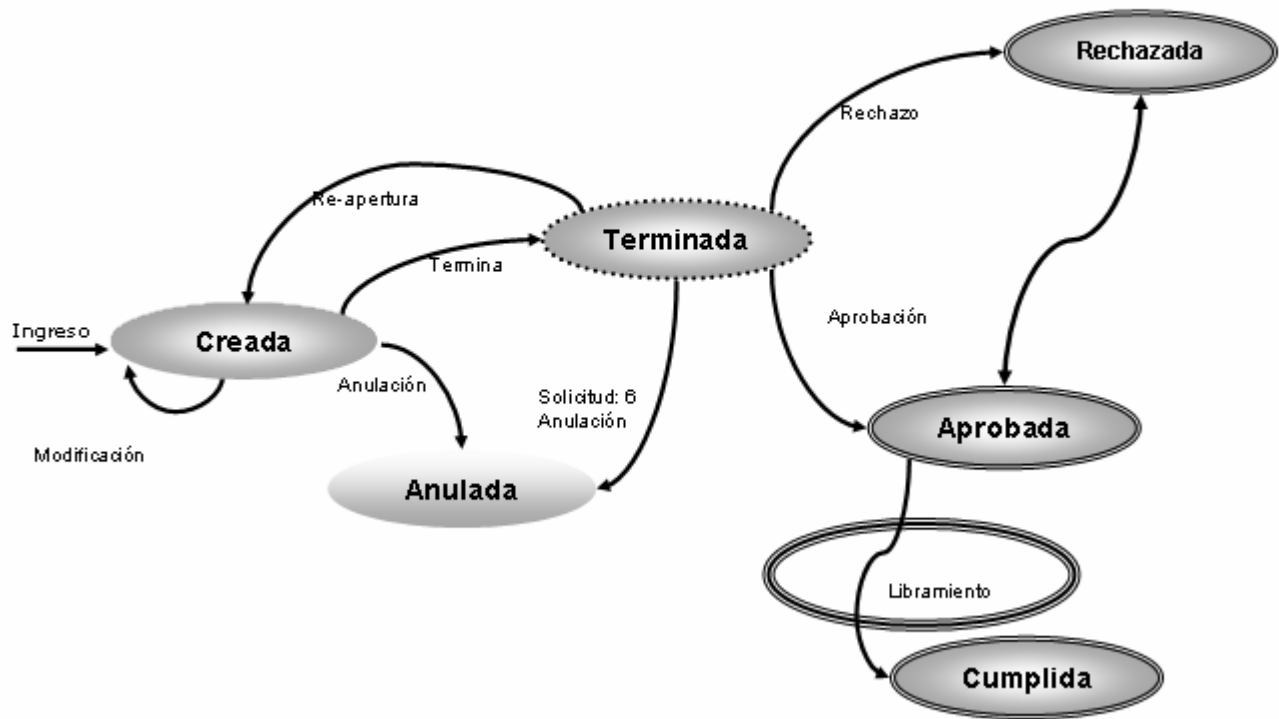 Rechazada
Rechazo
Re-apertura
Terminada
Termina
Ingreso
Creada
Aprobación
Anulación
Solicitud: 6
Anulación
Aprobada
Modificación
Anulada
Libramiento
Cumplida